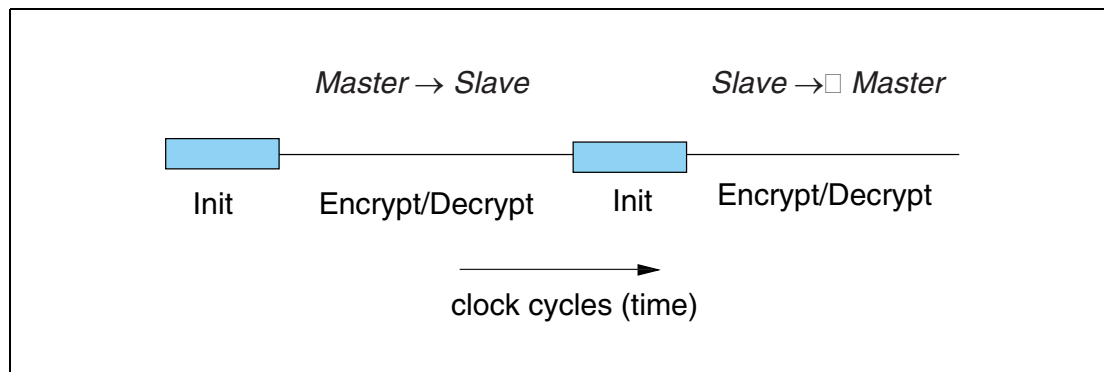 Master → Slave
Slave →□ Master
Init
Encrypt/Decrypt
Init
Encrypt/Decrypt
clock cycles (time)